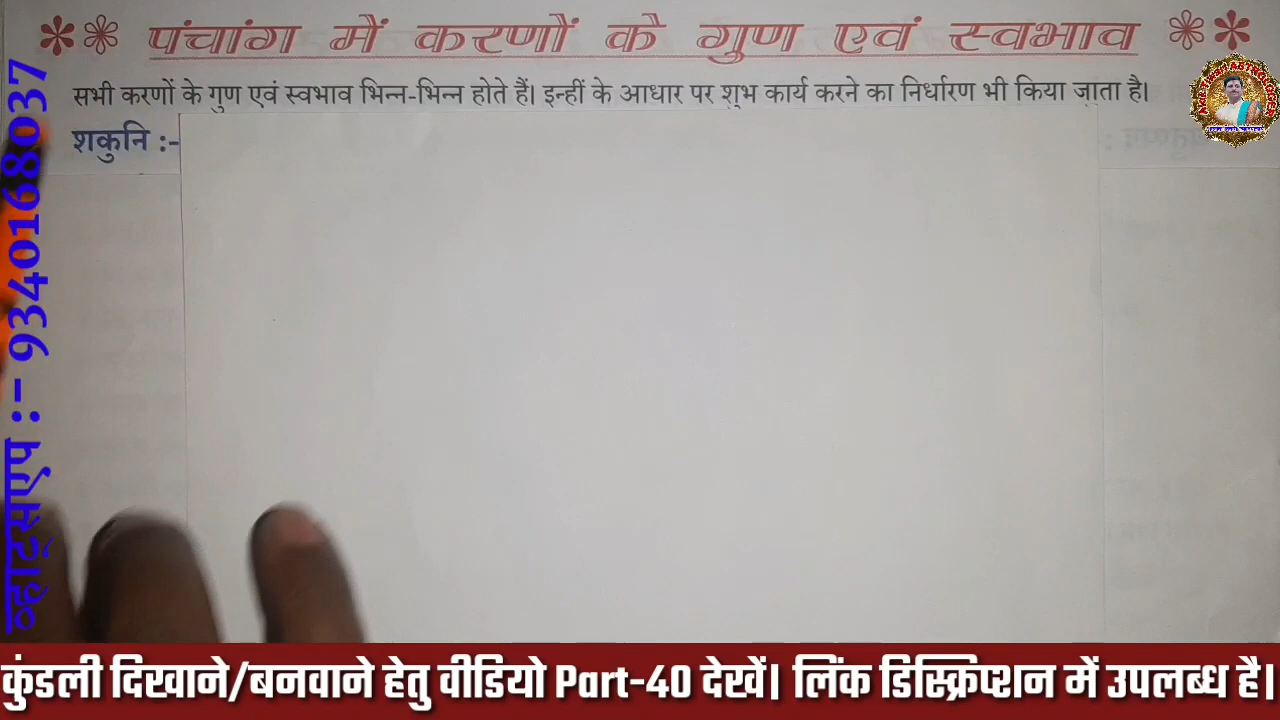 पंचांग में करणों के गुण एवं स्वभाव
सभी करणों के गुण एवं स्वभाव भिन्न-भिन्न होते हैं। इन्हीं के आधार पर शुभ कार्य करने का निर्धारण भी किया जाता है।
शकुनि :-
व्हाट्सएप :- 9340168037
कुंडली दिखाने/बनवाने हेतु वीडियो Part-40 देखें। लिंक डिस्क्रिप्शन में उपलब्ध है।